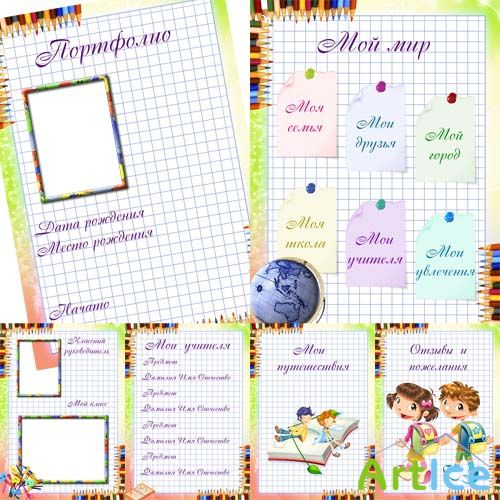 Портфолио
Дата рождения
Место рождения
Начато
Мой мир
Моя
семья
Мои
друзья
Мой
город
Моя
школа
Мои
учителя
Мои
увлечения
Классный
руководитель
Мой класс
Мои учителя
Предмет
Фамилия Имя Отчество
Предмет
Фамилия Имя Отчество
Предмет
Фамилия Имя Отчество
Предмет
Фамилия Имя Отчество
Мои
путешествия
Отзывы и
пожелания
ArtIce